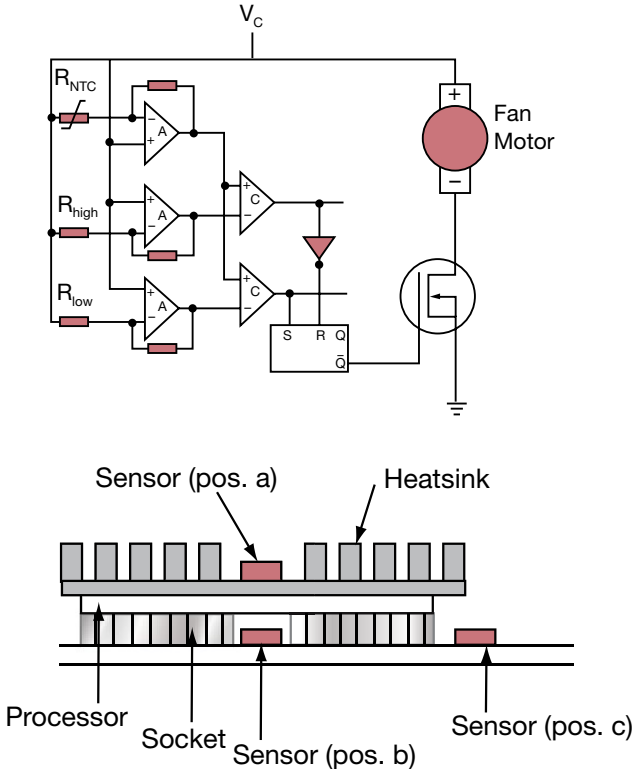 V_C
R_NTC
+
Fan
Motor
−
−
A
+
R_high
+
A
−
+
C
−
R_low
+
A
−
+
C
−
S R Q
Q̅
Sensor (pos. a)
Heatsink
Processor
Socket
Sensor (pos. b)
Sensor (pos. c)